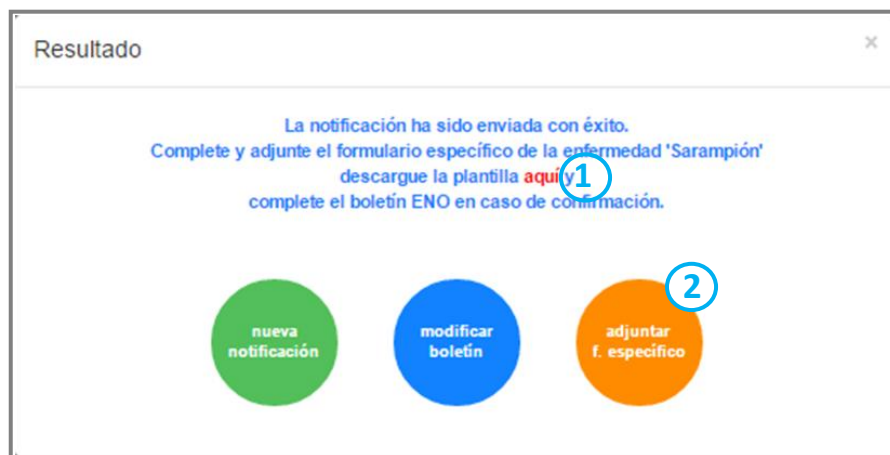 Resultado
×
La notificación ha sido enviada con éxito.
Complete y adjunte el formulario específico de la enfermedad 'Sarampión'
descargue la plantilla aquí y
1
complete el boletín ENO en caso de confirmación.
2
nueva
notificación
modificar
boletín
adjuntar
f. específico